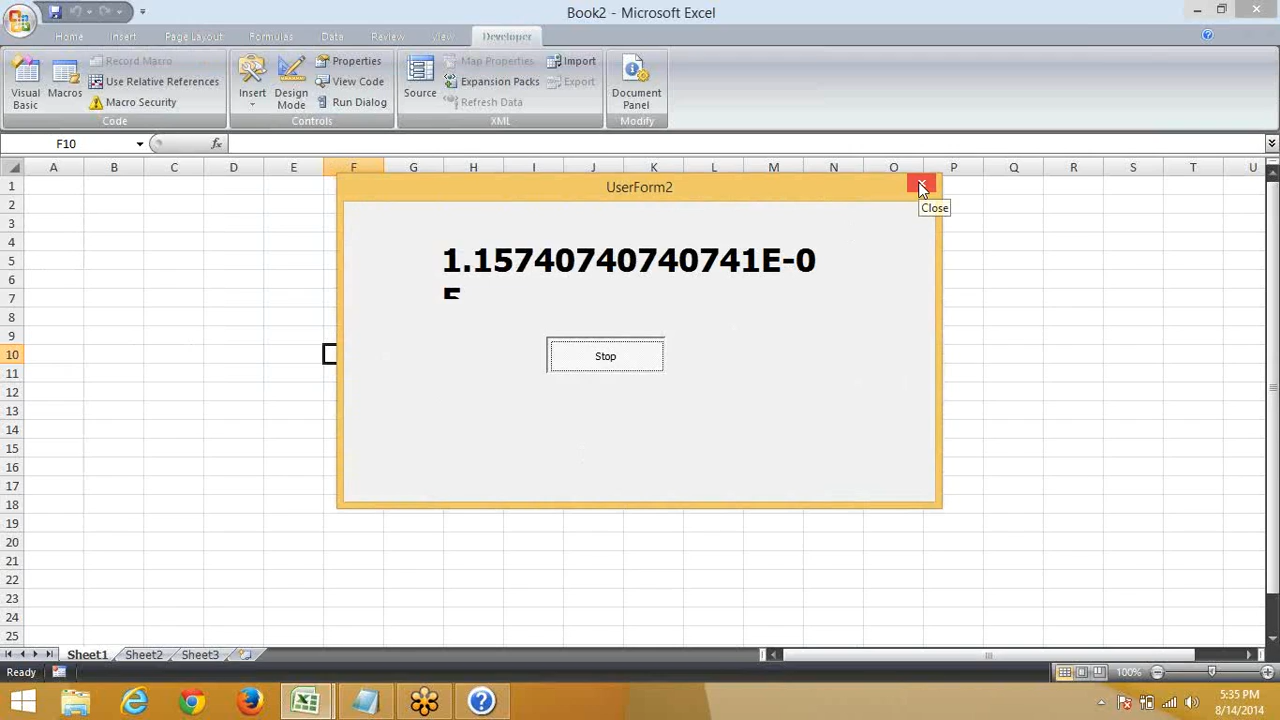 Book2 - Microsoft Excel
Home Insert Page Layout Formulas Data Review View Developer
Visual Basic
Macros
Record Macro
Use Relative References
Macro Security
Code
Insert
Design Mode
Properties
View Code
Run Dialog
Controls
Source
Map Properties
Expansion Packs
Refresh Data
Import
Export
XML
Document Panel
Modify
F10
fx
A B C D E F G H I J K L M N O P Q R S T U
1
2
3
4
5
6
7
8
9
10
11
12
13
14
15
16
17
18
19
20
21
22
23
24
25
UserForm2
Close
1.15740740740741E-0
5
Stop
Sheet1 Sheet2 Sheet3
Ready
100%
5:35 PM
8/14/2014